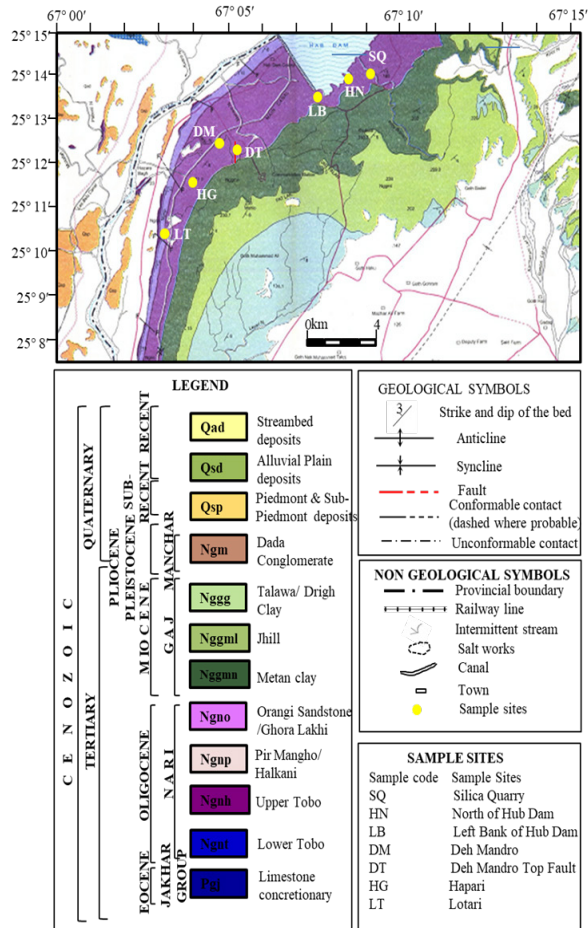 67°00′ 67°05′ 67°10′ 67°15′
25°15′
25°14′
25°13′
25°12′
25°11′
25°10′
25°9′
25°8′
HAB DAM
SQ
HN
LB
DM
DT
HG
LT
0km 4
LEGEND
CENOZOIC
QUATERNARY
TERTIARY
RECENT
SUB-RECENT
PLEISTOCENE
PLIOCENE
MIOCENE
OLIGOCENE
EOCENE
MANCHAR
GAJ
NARI
JAKHAR GROUP
Qad Streambed deposits
Qsd Alluvial Plain deposits
Qsp Piedmont & Sub-Piedmont deposits
Ngm Dada Conglomerate
Nggg Talawa/ Drigh Clay
Nggml Jhill
Nggmn Metan clay
Ngno Orangi Sandstone /Ghora Lakhi
Ngnp Pir Mangho/ Halkani
Ngnh Upper Tobo
Ngnt Lower Tobo
Pgj Limestone concretionary
GEOLOGICAL SYMBOLS
3 Strike and dip of the bed
Anticline
Syncline
Fault
Conformable contact
(dashed where probable)
Unconformable contact
NON GEOLOGICAL SYMBOLS
Provincial boundary
Railway line
Intermittent stream
Salt works
Canal
Town
Sample sites
SAMPLE SITES
Sample code Sample Sites
SQ Silica Quarry
HN North of Hub Dam
LB Left Bank of Hub Dam
DM Deh Mandro
DT Deh Mandro Top Fault
HG Hapari
LT Lotari